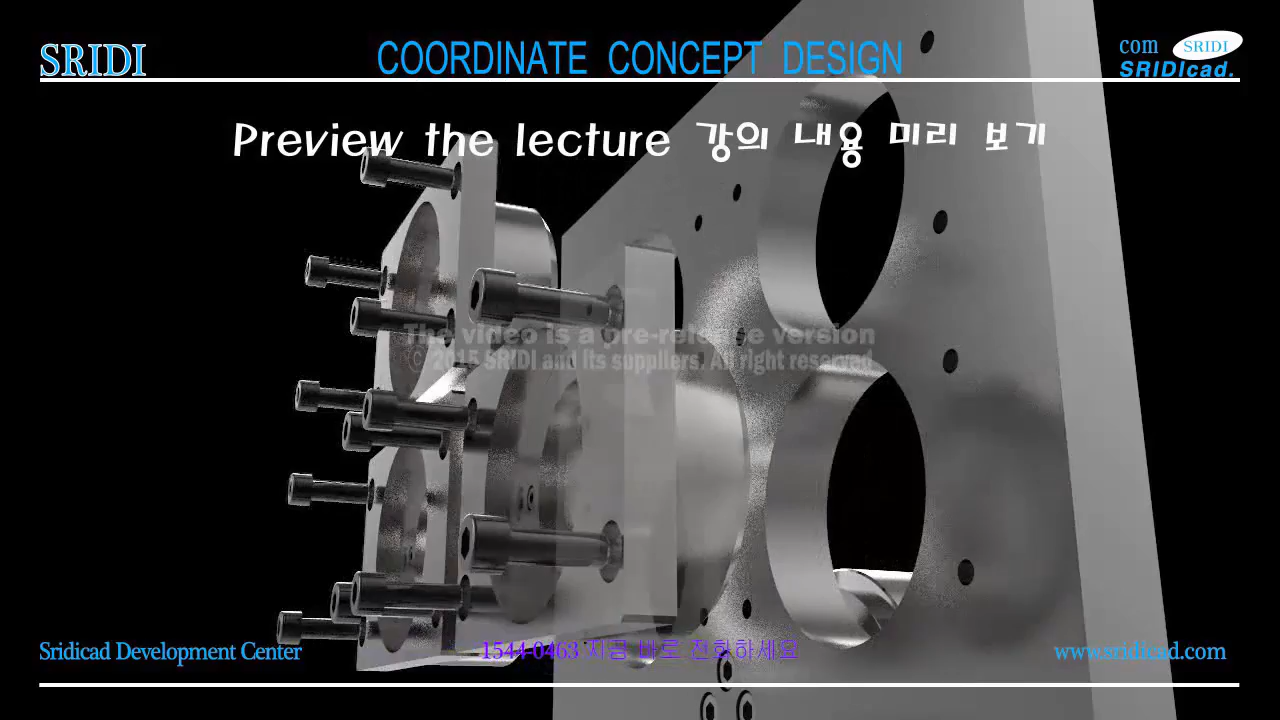 SRIDI
COORDINATE CONCEPT DESIGN
com SRIDI
SRIDIcad.
Preview the lecture 강의 내용 미리 보기
The video is a pre-release version
© 2015 SRIDI and its suppliers. All right reserved
Sridicad Development Center
1544-0463 지금 바로 전화하세요
www.sridicad.com